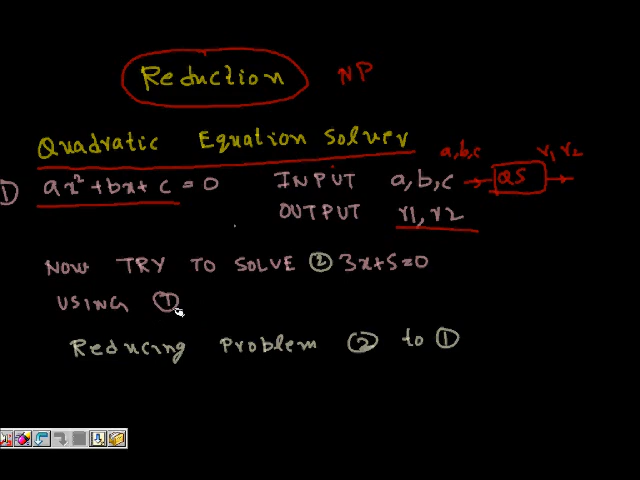 Reduction NP
Quadratic Equation Solver
a,b,c r1 r2
① ax²+bx+c=0 INPUT a,b,c → QS →
OUTPUT r1, r2
NOW TRY TO SOLVE ② 3x+5=0
USING ①
Reducing Problem ② to ①